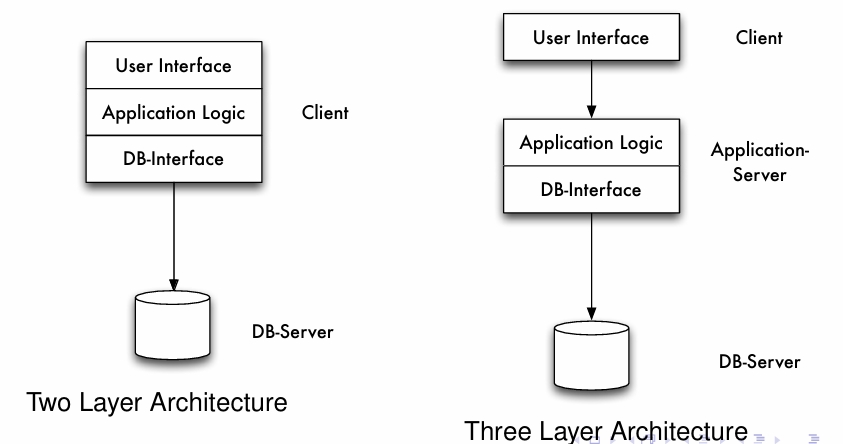 User Interface
Application Logic
DB-Interface
Client
DB-Server
Two Layer Architecture
User Interface
Client
Application Logic
DB-Interface
Application-
Server
DB-Server
Three Layer Architecture